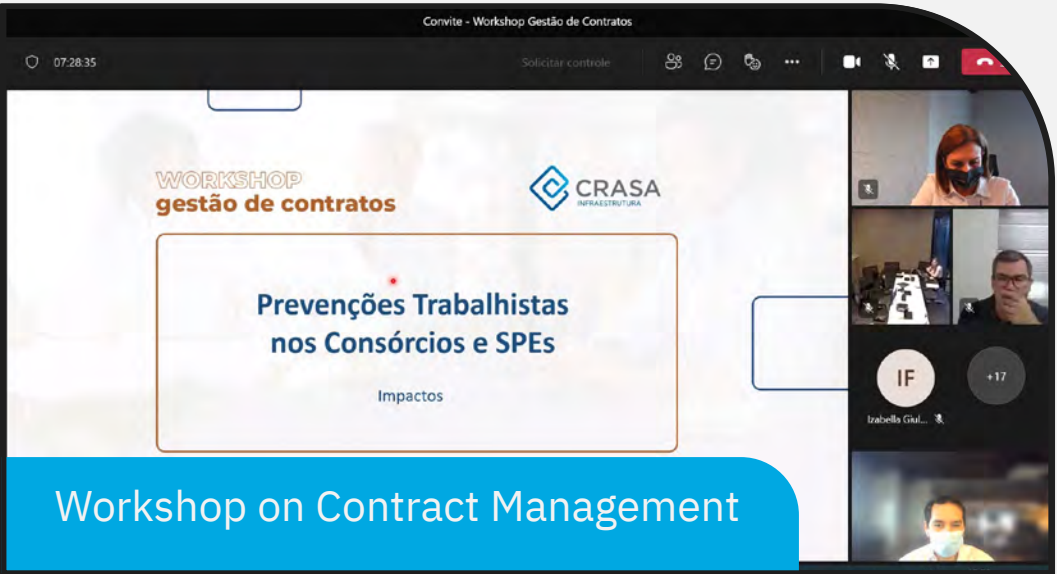 Convite - Workshop Gestão de Contratos
07:28:35
Solicitar controle
WORKSHOP
gestão de contratos
CRASA
INFRAESTRUTURA
Prevenções Trabalhistas
nos Consórcios e SPEs
Impactos
IF
+17
Izabella Giul...
Workshop on Contract Management